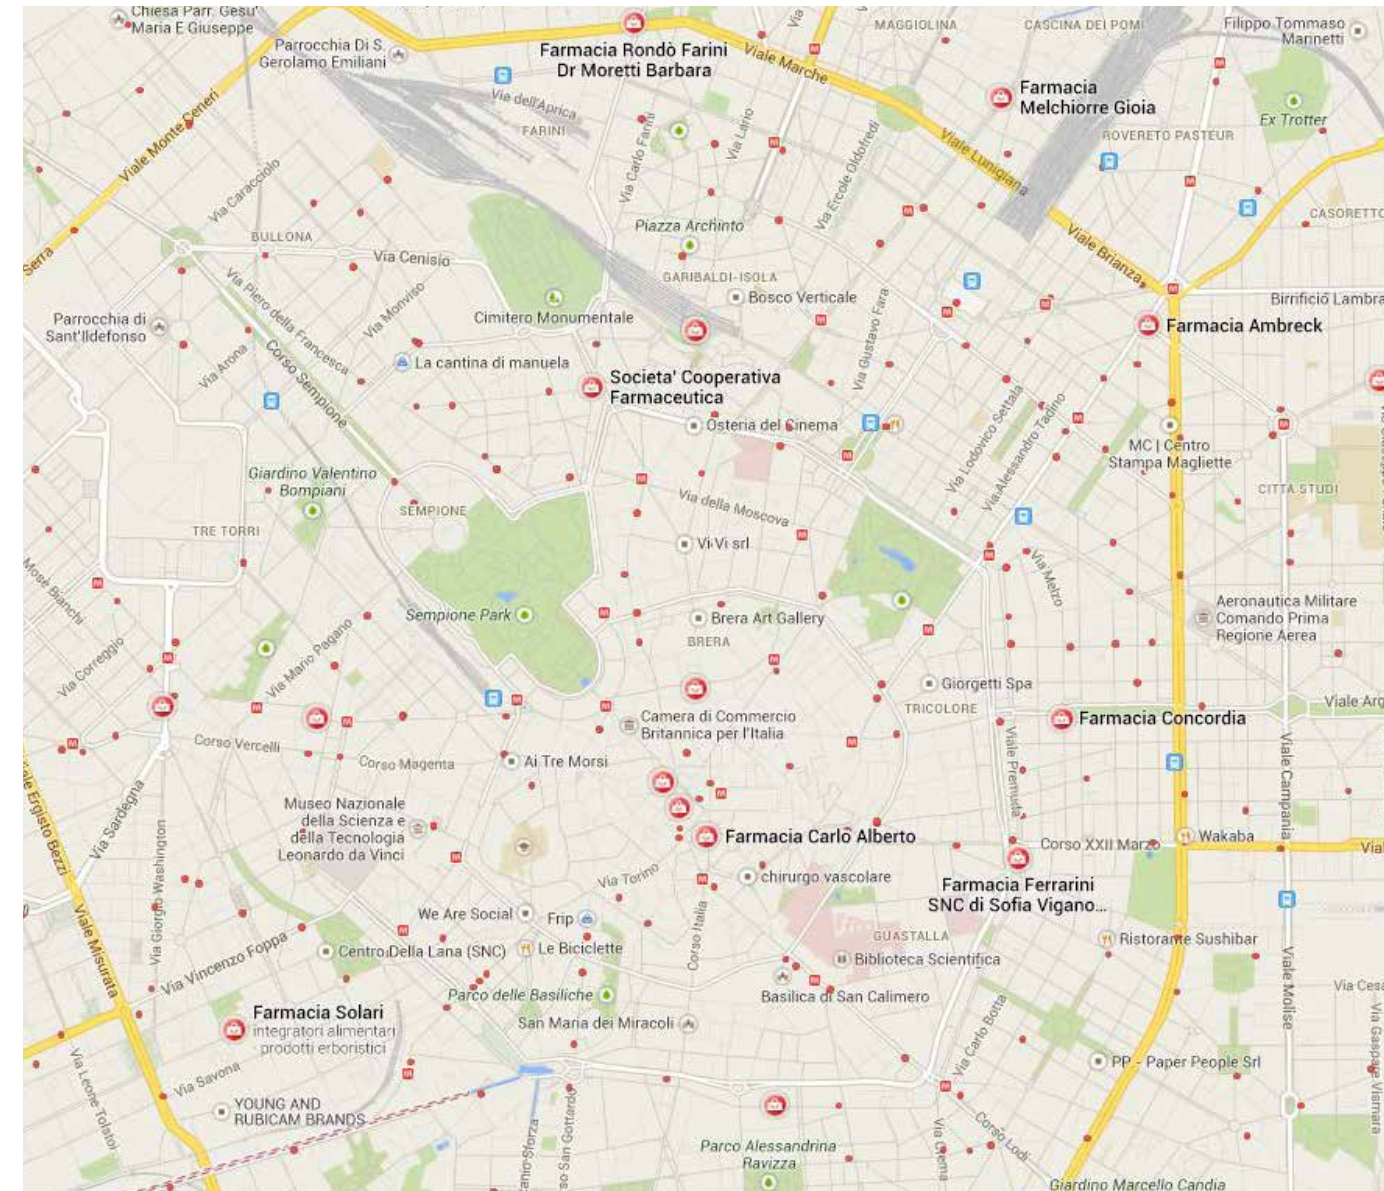 Chiesa Parr. Gesu'
Maria E Giuseppe
Parrocchia Di S.
Gerolamo Emiliani
Farmacia Rondò Farini
Dr Moretti Barbara
Viale Marche
Via
MAGGIOLINA
CASCINA DEI POMI
Filippo Tommaso
Marinetti
Farmacia
Melchiorre Gioia
Ex Trotter
ROVERETO PASTEUR
Viale Monte Ceneri
Via dell'Aprica
FARINI
Via Carlo Farini
Via Lario
Via Ercole Oldofredi
Viale Lunigiana
Via Caracciolo
CASORETTO
Piazza Archinto
BULLONA
Via Cenisio
Serra
Viale Brianza
GARIBALDI-ISOLA
Bosco Verticale
Birrificio Lambra
Via Piero della Francesca
Via Monviso
Cimitero Monumentale
Parrocchia di
Sant'Ildefonso
Via Gustavo Fara
Farmacia Ambreck
Via Arona
Corso Sempione
La cantina di manuela
Societa' Cooperativa
Farmaceutica
Osteria del Cinema
Via Lodovico Settala
Via Alessandro Tadino
MC | Centro
Stampa Magliette
Giardino Valentino
Bompiani
SEMPIONE
Via della Moscova
CITTÀ STUDI
TRE TORRI
Vi.Vi srl
Via Melzo
Mosè Bianchi
Sempione Park
Brera Art Gallery
BRERA
Aeronautica Militare
Comando Prima
Regione Aerea
Via Correggio
Via Mario Pagano
Giorgetti Spa
TRICOLORE
Viale Arg
Camera di Commercio
Britannica per l'Italia
Farmacia Concordia
Corso Vercelli
Corso Magenta
Ai Tre Morsi
Viale Premuda
Viale Campania
Via Sardegna
Museo Nazionale
della Scienza e
della Tecnologia
Leonardo da Vinci
Farmacia Carlo Alberto
Corso XXII Marzo
Wakaba
Via
ale Ergisto Bezzi
Via Torino
chirurgo vascolare
Farmacia Ferrarini
SNC di Sofia Vigano...
Via Giorgio Washington
We Are Social
Frip
Corso Italia
Viale Misurata
Via Vincenzo Foppa
Centro Della Lana (SNC)
Le Biciclette
GUASTALLA
Biblioteca Scientifica
Ristorante Sushibar
Viale Molise
Parco delle Basiliche
Basilica di San Calimero
Via Ces
Farmacia Solari
integratori alimentari
prodotti erboristici
San Maria dei Miracoli
Via Carlo Botta
Via Gaspare Vismara
Via Leone Tolstoi
Via Savona
PP - Paper People Srl
YOUNG AND
RUBICAM BRANDS
so San Gottardo
Parco Alessandrina
Ravizza
Via Crema
Corso Lodi
Giardino Marcello Candia